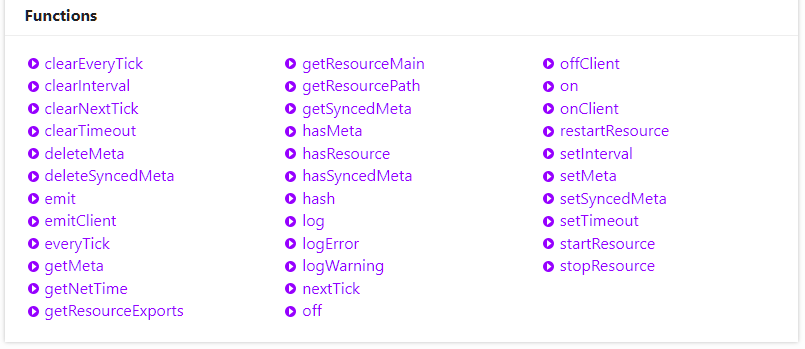 Functions
clearEveryTick
clearInterval
clearNextTick
clearTimeout
deleteMeta
deleteSyncedMeta
emit
emitClient
everyTick
getMeta
getNetTime
getResourceExports
getResourceMain
getResourcePath
getSyncedMeta
hasMeta
hasResource
hasSyncedMeta
hash
log
logError
logWarning
nextTick
off
offClient
on
onClient
restartResource
setInterval
setMeta
setSyncedMeta
setTimeout
startResource
stopResource